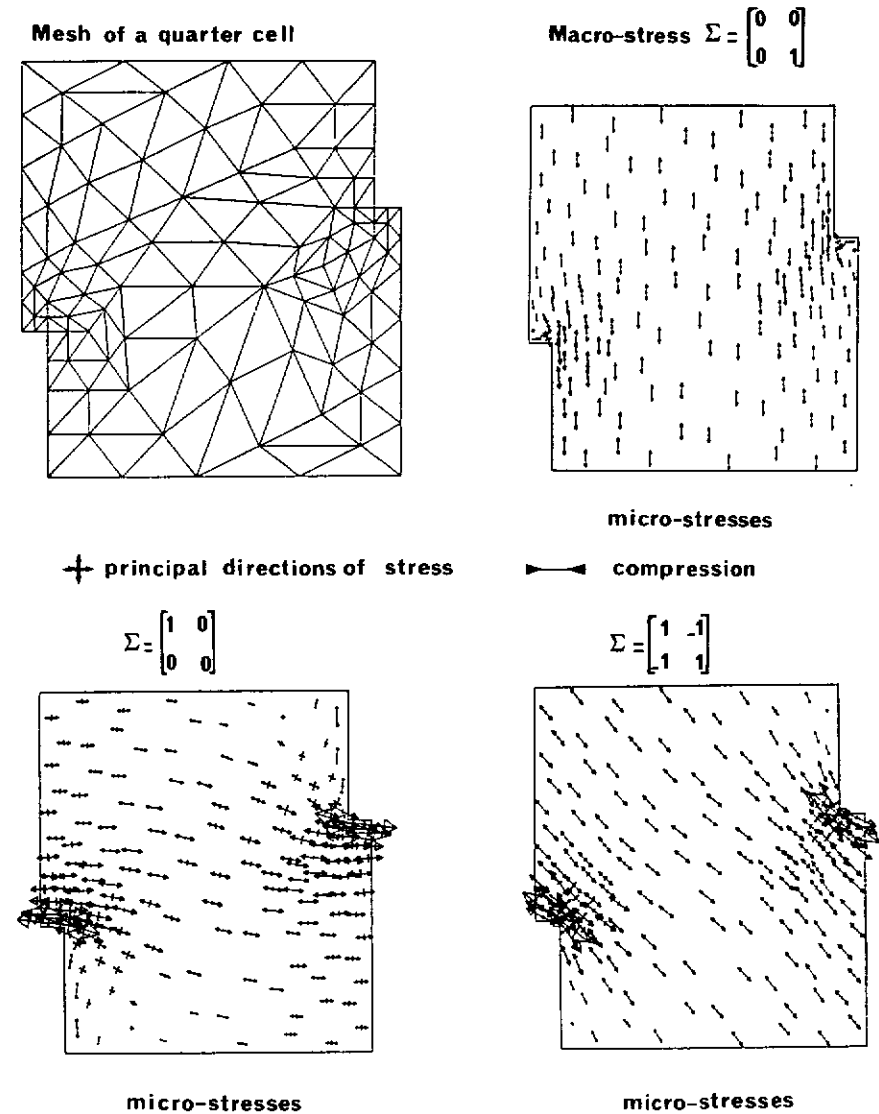 Mesh of a quarter cell
Macro-stress Σ = [0 0
0 1]
micro-stresses
principal directions of stress
compression
Σ = [1 0
0 0]
Σ = [1 -1
-1 1]
micro-stresses
micro-stresses